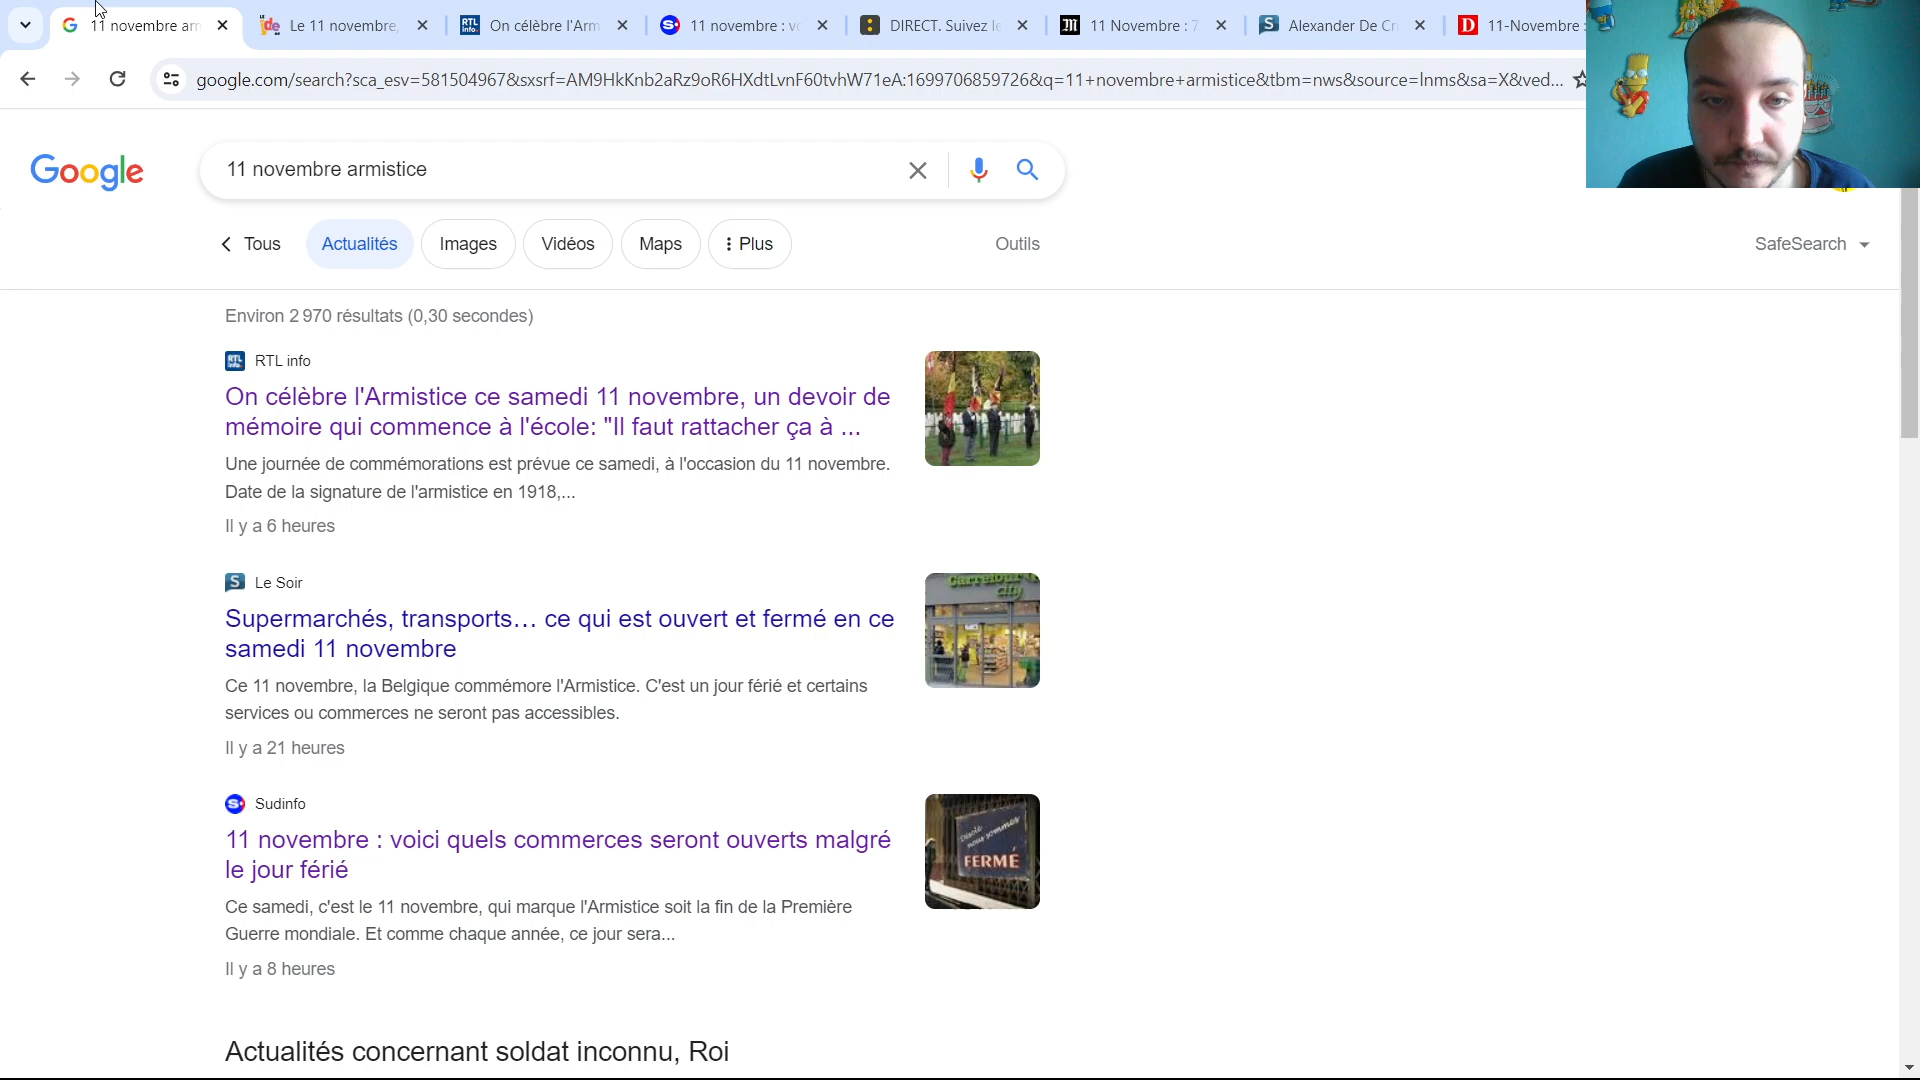 11 novembre arm
Le 11 novembre,
On célèbre l'Arm
11 novembre : vo
DIRECT. Suivez le
11 Novembre : 7
Alexander De Cr
11-Novembre :
google.com/search?sca_esv=581504967&sxsrf=AM9HkKnb2aRz9oR6HXdtLvnF60tvhW71eA:1699706859726&q=11+novembre+armistice&tbm=nws&source=lnms&sa=X&ved...
Google
11 novembre armistice
Tous
Actualités
Images
Vidéos
Maps
Plus
Outils
SafeSearch
Environ 2 970 résultats (0,30 secondes)
RTL info
On célèbre l'Armistice ce samedi 11 novembre, un devoir de
mémoire qui commence à l'école: "Il faut rattacher ça à ...
Une journée de commémorations est prévue ce samedi, à l'occasion du 11 novembre.
Date de la signature de l'armistice en 1918,...
Il y a 6 heures
Le Soir
Supermarchés, transports… ce qui est ouvert et fermé en ce
samedi 11 novembre
Ce 11 novembre, la Belgique commémore l'Armistice. C'est un jour férié et certains
services ou commerces ne seront pas accessibles.
Il y a 21 heures
Carrefour
city
Sudinfo
11 novembre : voici quels commerces seront ouverts malgré
le jour férié
Ce samedi, c'est le 11 novembre, qui marque l'Armistice soit la fin de la Première
Guerre mondiale. Et comme chaque année, ce jour sera...
Il y a 8 heures
Désolé
nous sommes
FERMÉ
Actualités concernant soldat inconnu, Roi